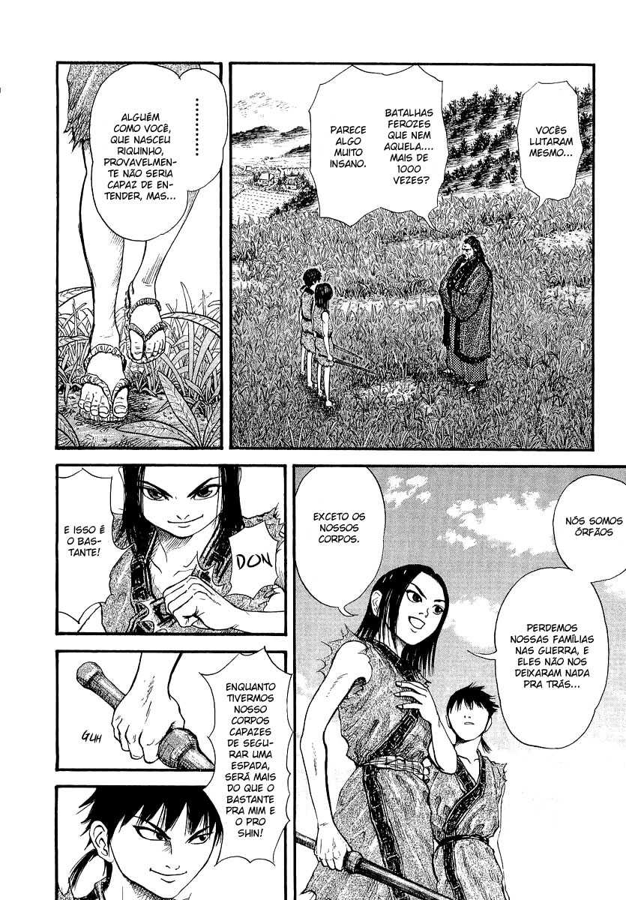 VOCÊS
LUTARAM
MESMO...
BATALHAS
FEROZES
QUE NEM
AQUELA....
MAIS DE
1000
VEZES?
PARECE
ALGO
MUITO
INSANO.
.........
ALGUÉM
COMO VOCÊ,
QUE NASCEU
RIQUINHO,
PROVAVELMEN-
TE NÃO SERIA
CAPAZ DE EN-
TENDER, MAS...
NÓS SOMOS
ÓRFÃOS
PERDEMOS
NOSSAS FAMÍLIAS
NAS GUERRA, E
ELES NÃO NOS
DEIXARAM NADA
PRA TRÁS...
EXCETO OS
NOSSOS
CORPOS.
E ISSO É
O BAS-
TANTE!
DON
ENQUANTO
TIVERMOS
NOSSO
CORPOS
CAPAZES
DE SEGU-
RAR UMA
ESPADA,
SERÁ MAIS
DO QUE O
BASTANTE
PRA MIM E
O PRO
SHIN!
GUH